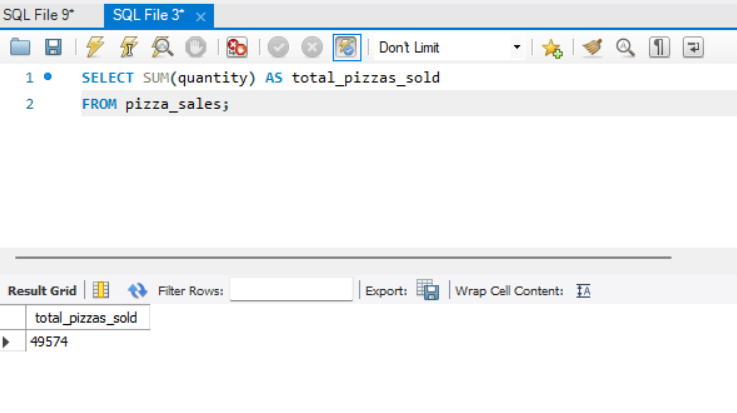 SQL File 9*
SQL File 3*
Don't Limit
1 SELECT SUM(quantity) AS total_pizzas_sold
2 FROM pizza_sales;
Result Grid Filter Rows: Export: Wrap Cell Content:
total_pizzas_sold
49574